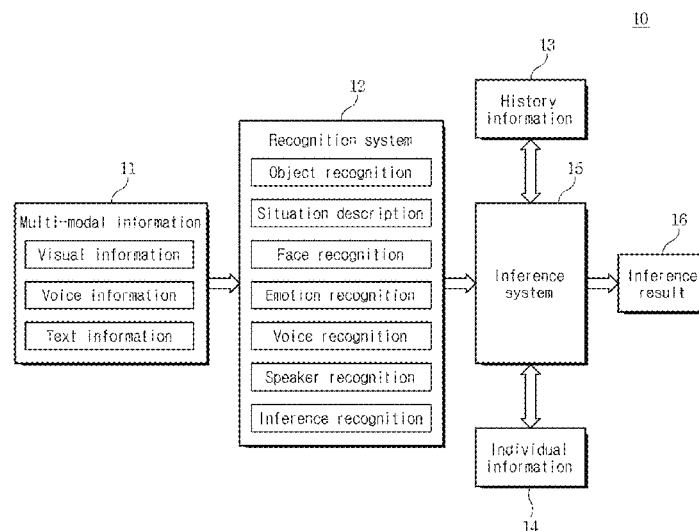 10
13
History
information
12
Recognition system
Object recognition
Situation description
Face recognition
Emotion recognition
Voice recognition
Speaker recognition
Inference recognition
11
Multi-modal information
Visual information
Voice information
Text information
15
Inference
system
16
Inference
result
Individual
information
14